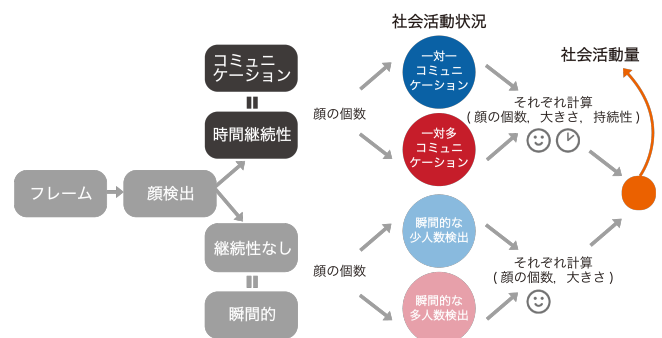 社会活動状況
コミュニ
ケーション
一対一
コミュニ
ケーション
社会活動量
時間継続性
顔の個数
それぞれ計算
(顔の個数，大きさ，持続性)
一対多
コミュニ
ケーション
フレーム
顔検出
継続性なし
顔の個数
瞬間的な
少人数検出
それぞれ計算
(顔の個数，大きさ)
瞬間的
瞬間的な
多人数検出